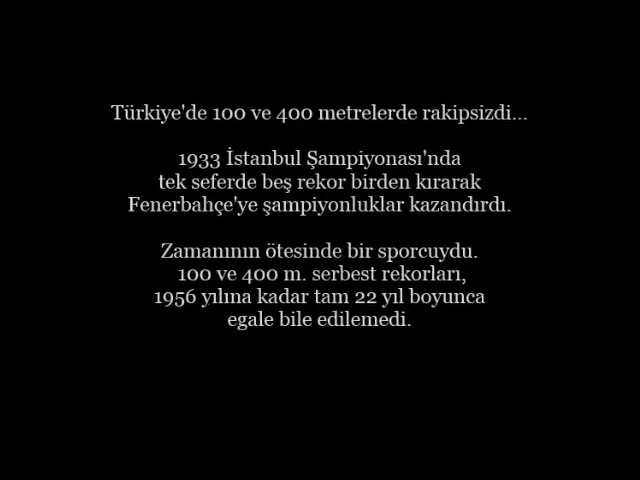 Türkiye'de 100 ve 400 metrelerde rakipsizdi...
1933 İstanbul Şampiyonası'nda
tek seferde beş rekor birden kırarak
Fenerbahçe'ye şampiyonluklar kazandırdı.
Zamanının ötesinde bir sporcuydu.
100 ve 400 m. serbest rekorları,
1956 yılına kadar tam 22 yıl boyunca
egale bile edilemedi.